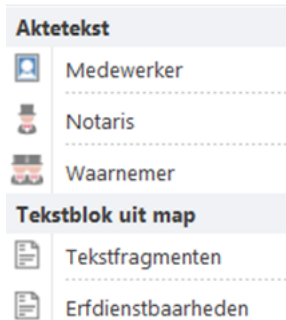 Aktetekst
Medewerker
Notaris
Waarnemer
Tekstblok uit map
Tekstfragmenten
Erfdienstbaarheden